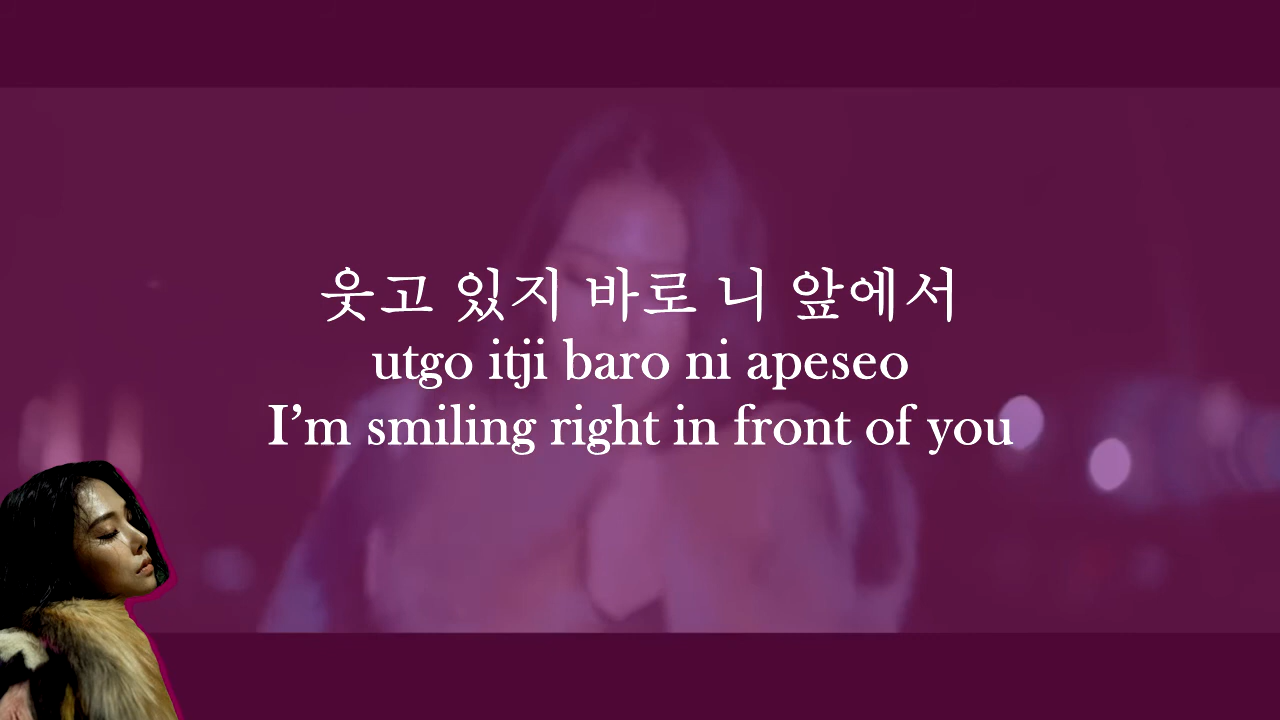 웃고 있지 바로 니 앞에서
utgo itji baro ni apeseo
I’m smiling right in front of you